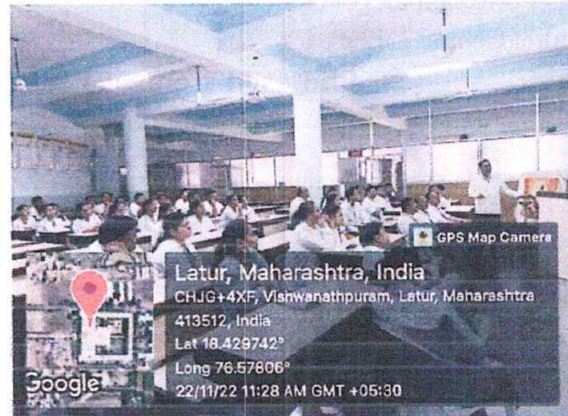 GPS Map Camera
Latur, Maharashtra, India
CHJG+4XF, Vishwanathpuram, Latur, Maharashtra
413512, India
Lat 18.429742°
Long 76.57806°
22/11/22 11:28 AM GMT +05:30
Google